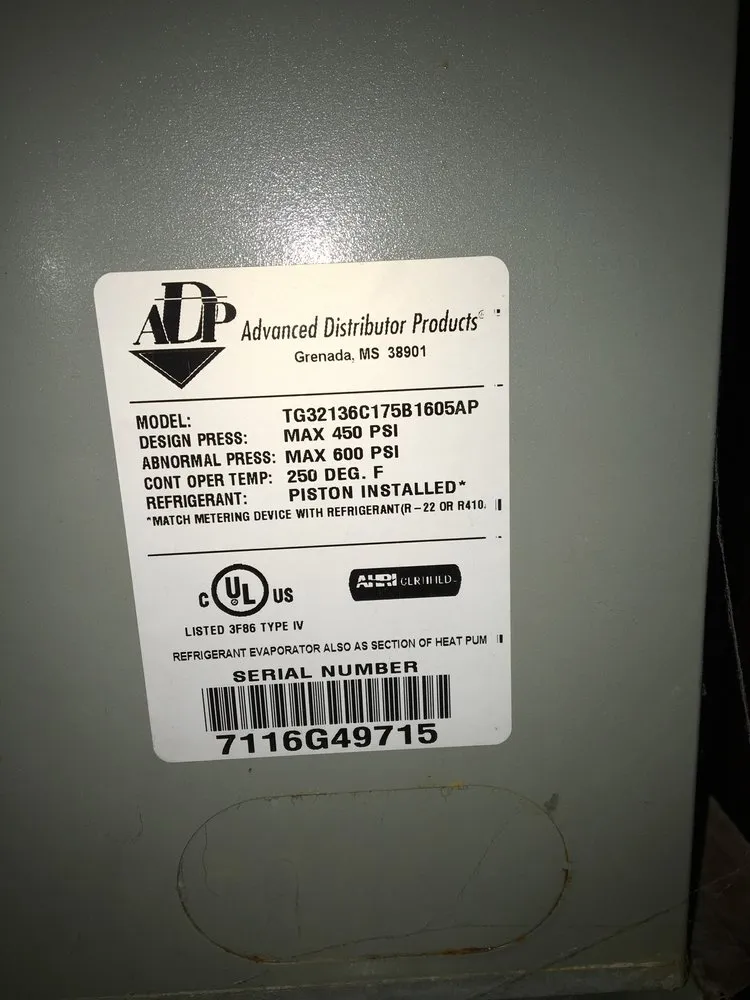 ADP Advanced Distributor Products®
Grenada, MS 38901
MODEL: TG32136C175B1605AP
DESIGN PRESS: MAX 450 PSI
ABNORMAL PRESS: MAX 600 PSI
CONT OPER TEMP: 250 DEG. F
REFRIGERANT: PISTON INSTALLED*
*MATCH METERING DEVICE WITH REFRIGERANT(R-22 OR R410
C UL US
AHRI CERTIFIED
LISTED 3F86 TYPE IV
REFRIGERANT EVAPORATOR ALSO AS SECTION OF HEAT PUM
SERIAL NUMBER
7116G49715